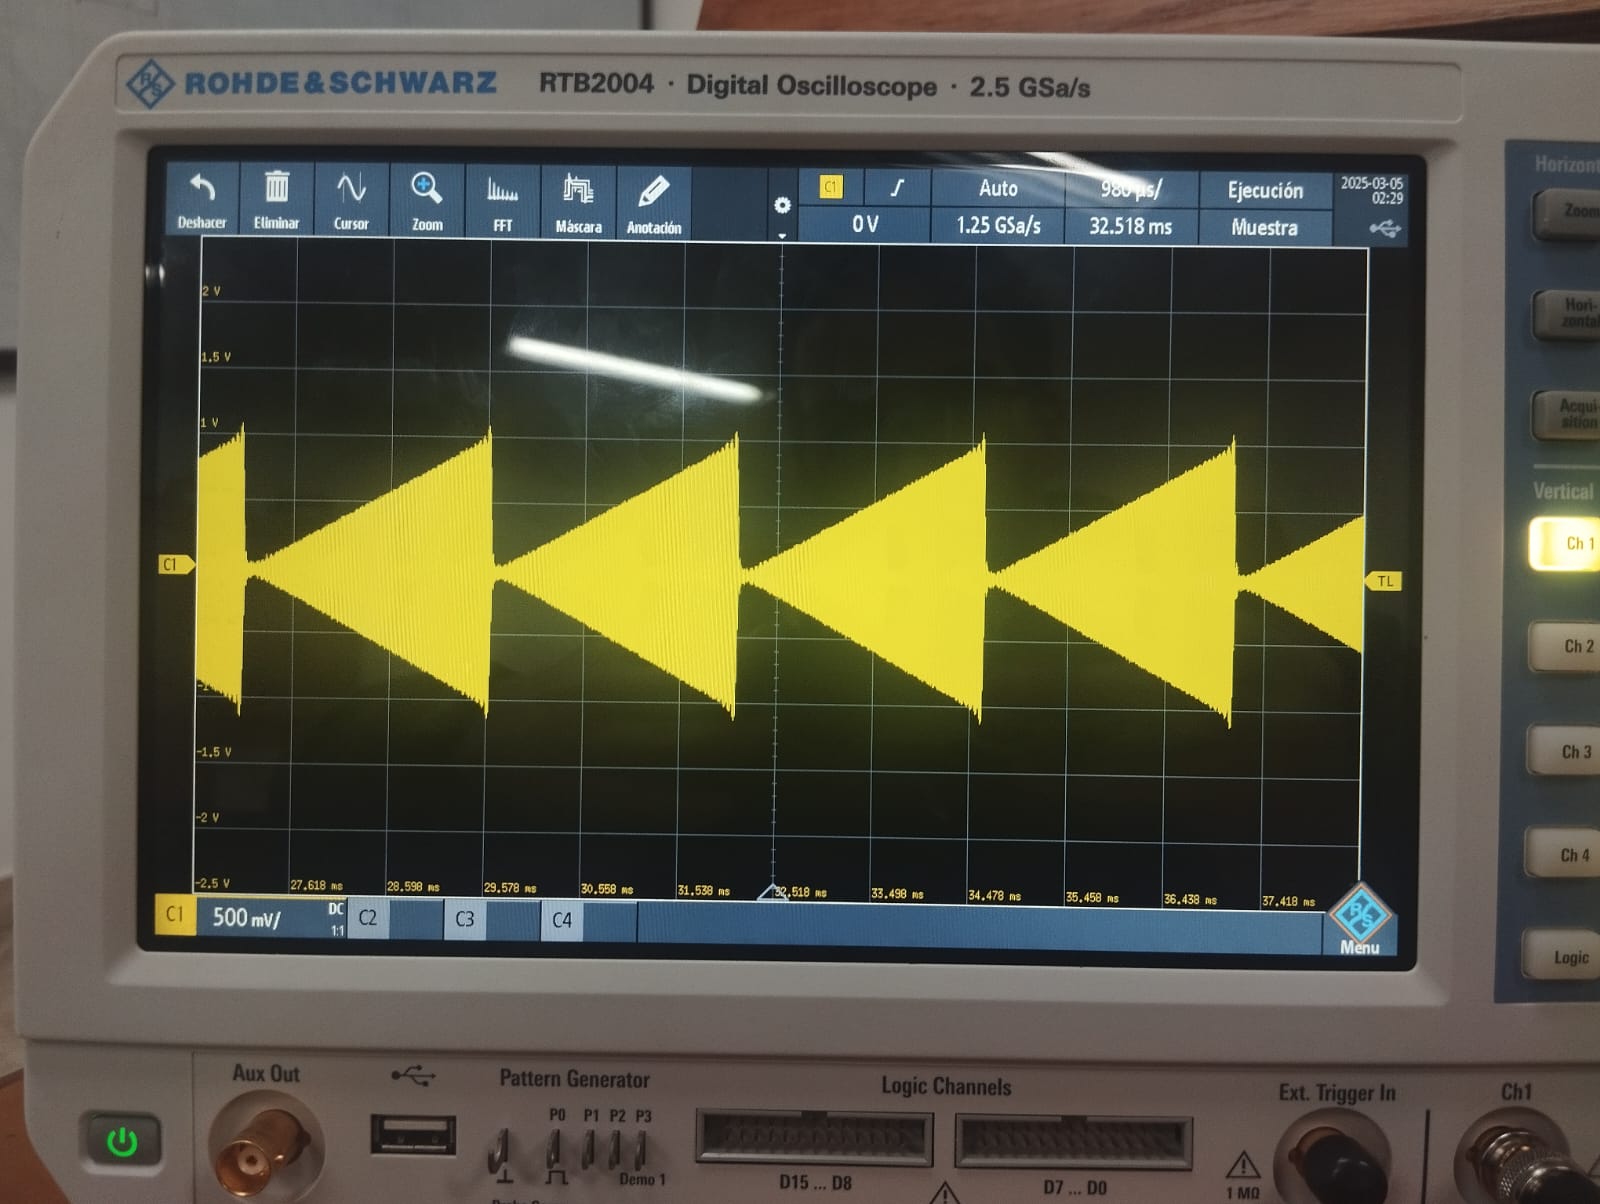 ROHDE&SCHWARZ RTB2004 · Digital Oscilloscope · 2.5 GSa/s
Horizont
Deshacer Eliminar Cursor Zoom FFT Máscara Anotación
C1 Auto 980 µs/ Ejecución 2025-03-05
02:29
0 V 1.25 GSa/s 32.518 ms Muestra
Zoom
Hori-
zontal
Acqui-
sition
Vertical
Ch 1
Ch 2
Ch 3
Ch 4
Logic
2 V
1.5 V
1 V
C1
TL
-1
-1.5 V
-2 V
-2.5 V
27.618 ms 28.598 ms 29.578 ms 30.558 ms 31.538 ms 32.518 ms 33.498 ms 34.478 ms 35.458 ms 36.438 ms 37.418 ms
C1 500 mV/ DC
1:1
C2 C3 C4
R S
Menu
Aux Out
Pattern Generator
P0 P1 P2 P3
Demo 1
Logic Channels
D15 ... D8
D7 ... D0
Ext. Trigger In
Ch1
1 MΩ